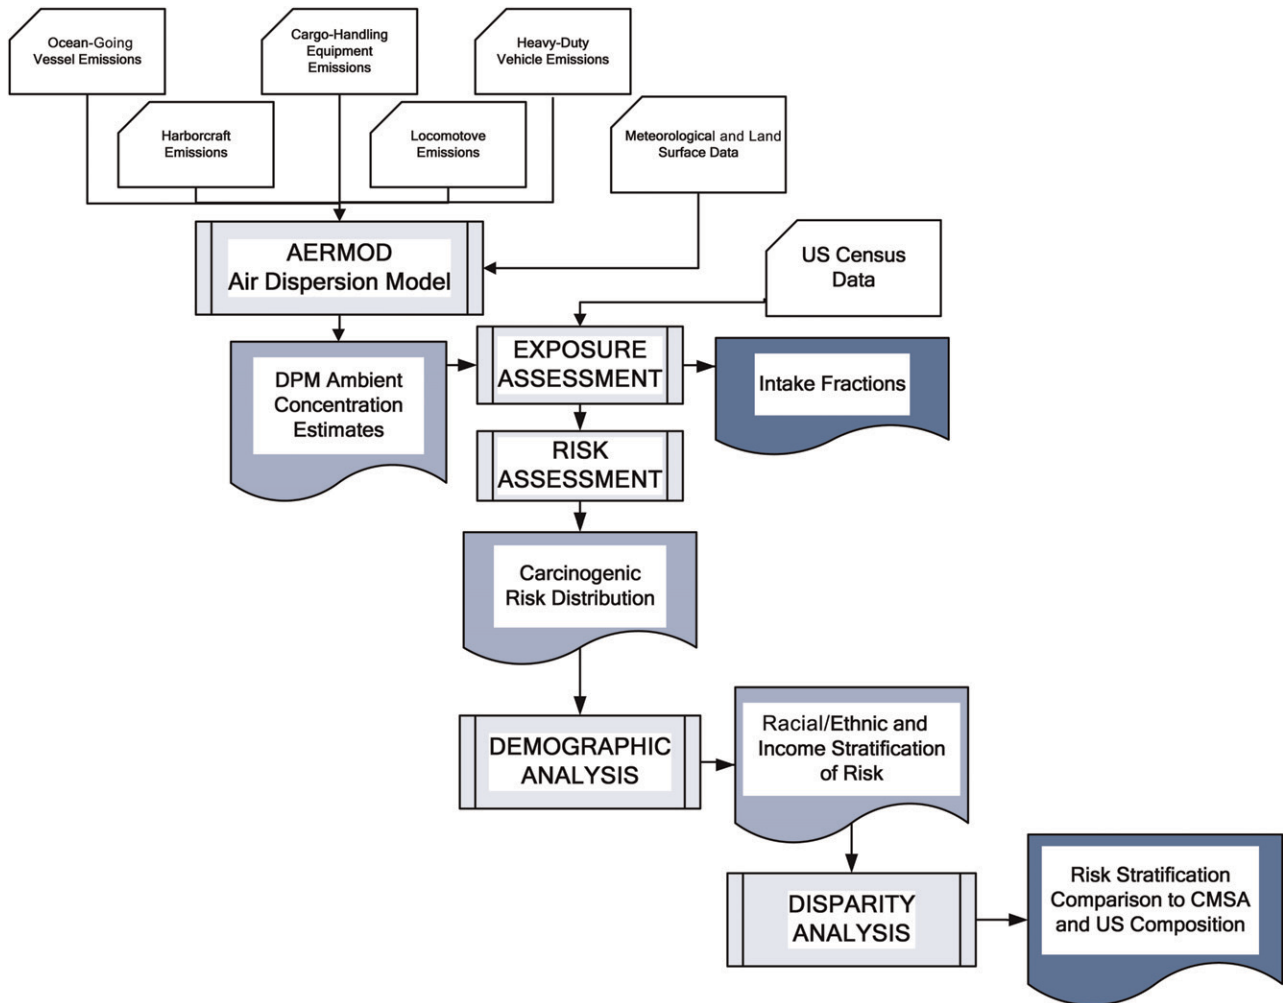 Ocean-Going
Vessel Emissions
Cargo-Handling
Equipment
Emissions
Heavy-Duty
Vehicle Emissions
Harborcraft
Emissions
Locomotove
Emissions
Meteorological and Land
Surface Data
AERMOD
Air Dispersion Model
US Census
Data
DPM Ambient
Concentration
Estimates
EXPOSURE
ASSESSMENT
Intake Fractions
RISK
ASSESSMENT
Carcinogenic
Risk Distribution
DEMOGRAPHIC
ANALYSIS
Racial/Ethnic and
Income Stratification
of Risk
DISPARITY
ANALYSIS
Risk Stratification
Comparison to CMSA
and US Composition